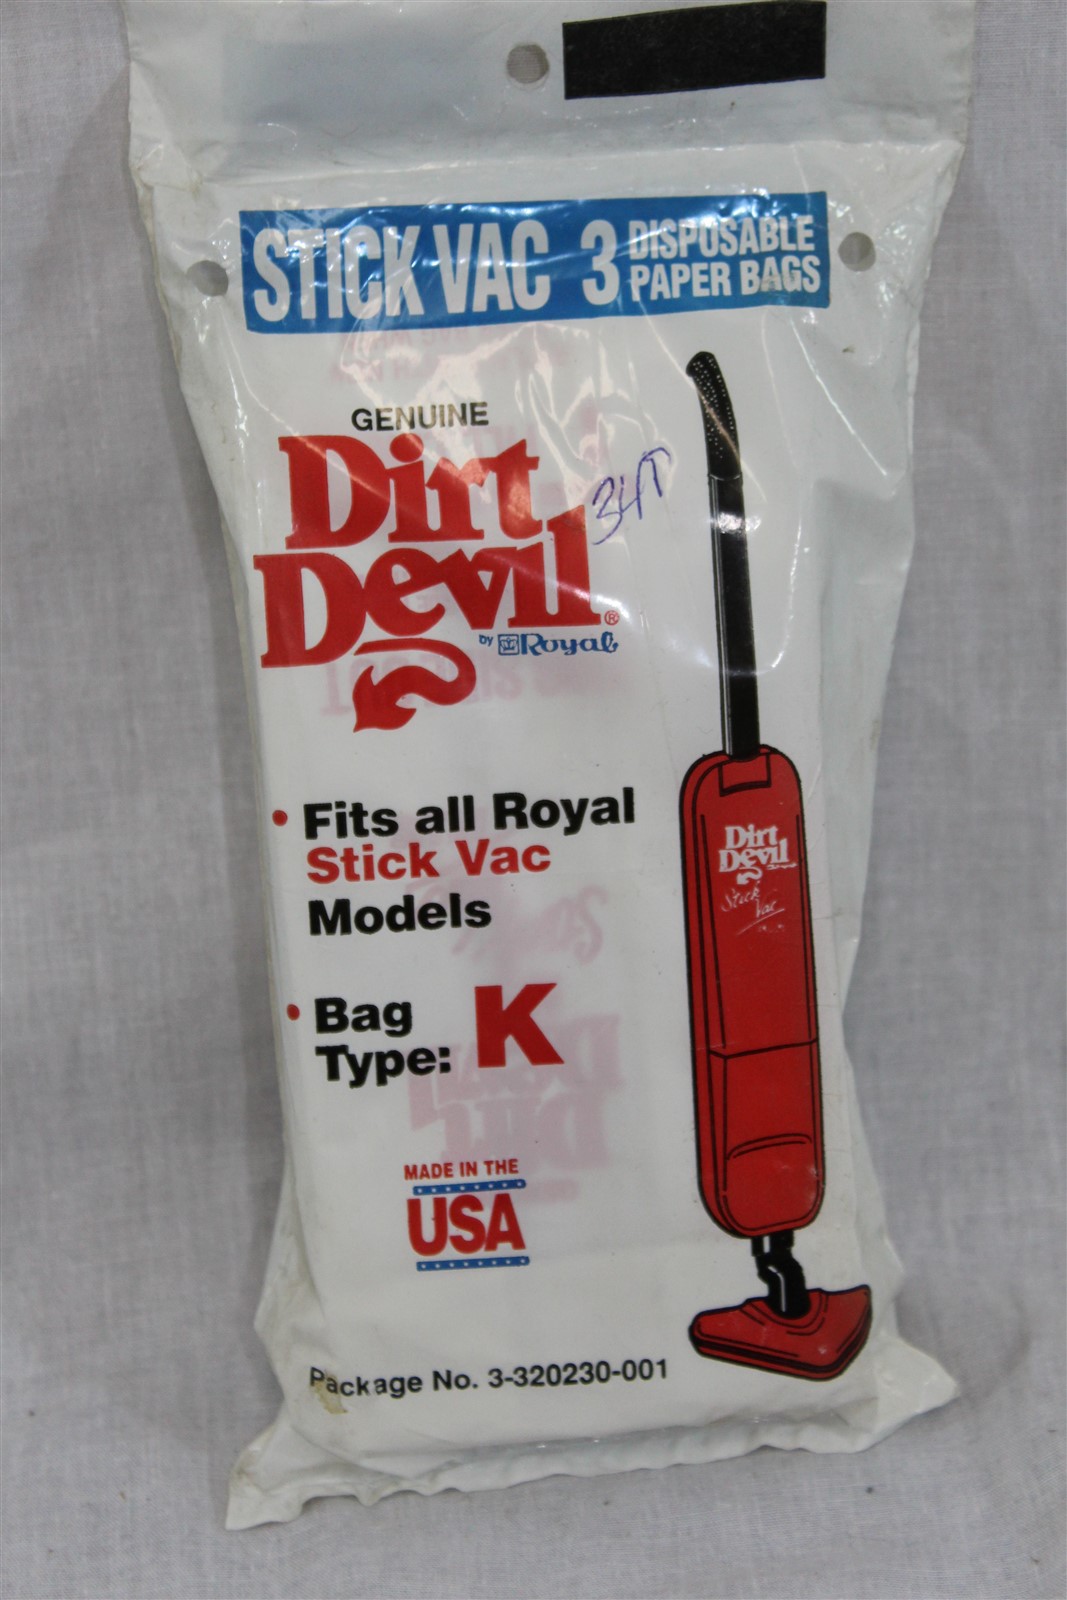 STICK VAC 3 DISPOSABLE
PAPER BAGS
GENUINE
Dirt
Devil®
by Royal
34T
• Fits all Royal
Stick Vac
Models
• Bag
Type: K
MADE IN THE
USA
Package No. 3-320230-001
Dirt
Devil
Stick
Vac